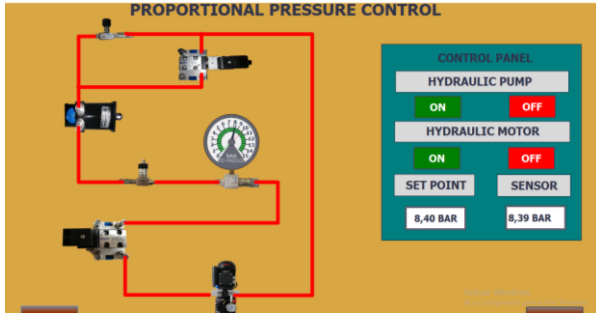 PROPORTIONAL PRESSURE CONTROL
CONTROL PANEL
HYDRAULIC PUMP
ON OFF
HYDRAULIC MOTOR
ON OFF
SET POINT SENSOR
8,40 BAR 8,39 BAR
BAR